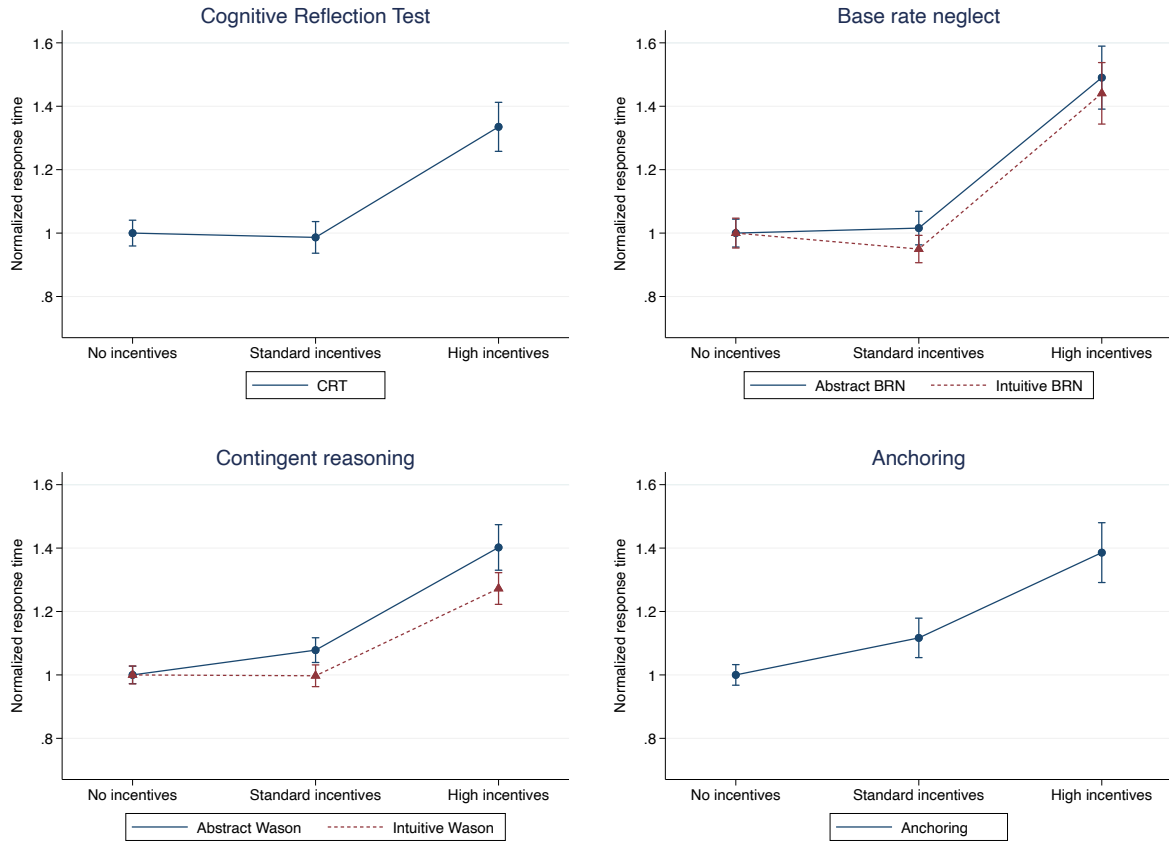 Cognitive Reflection Test
Normalized response time
1.6
1.4
1.2
1
.8
No incentives
Standard incentives
High incentives
CRT
Base rate neglect
Normalized response time
1.6
1.4
1.2
1
.8
No incentives
Standard incentives
High incentives
Abstract BRN
Intuitive BRN
Contingent reasoning
Normalized response time
1.6
1.4
1.2
1
.8
No incentives
Standard incentives
High incentives
Abstract Wason
Intuitive Wason
Anchoring
Normalized response time
1.6
1.4
1.2
1
.8
No incentives
Standard incentives
High incentives
Anchoring